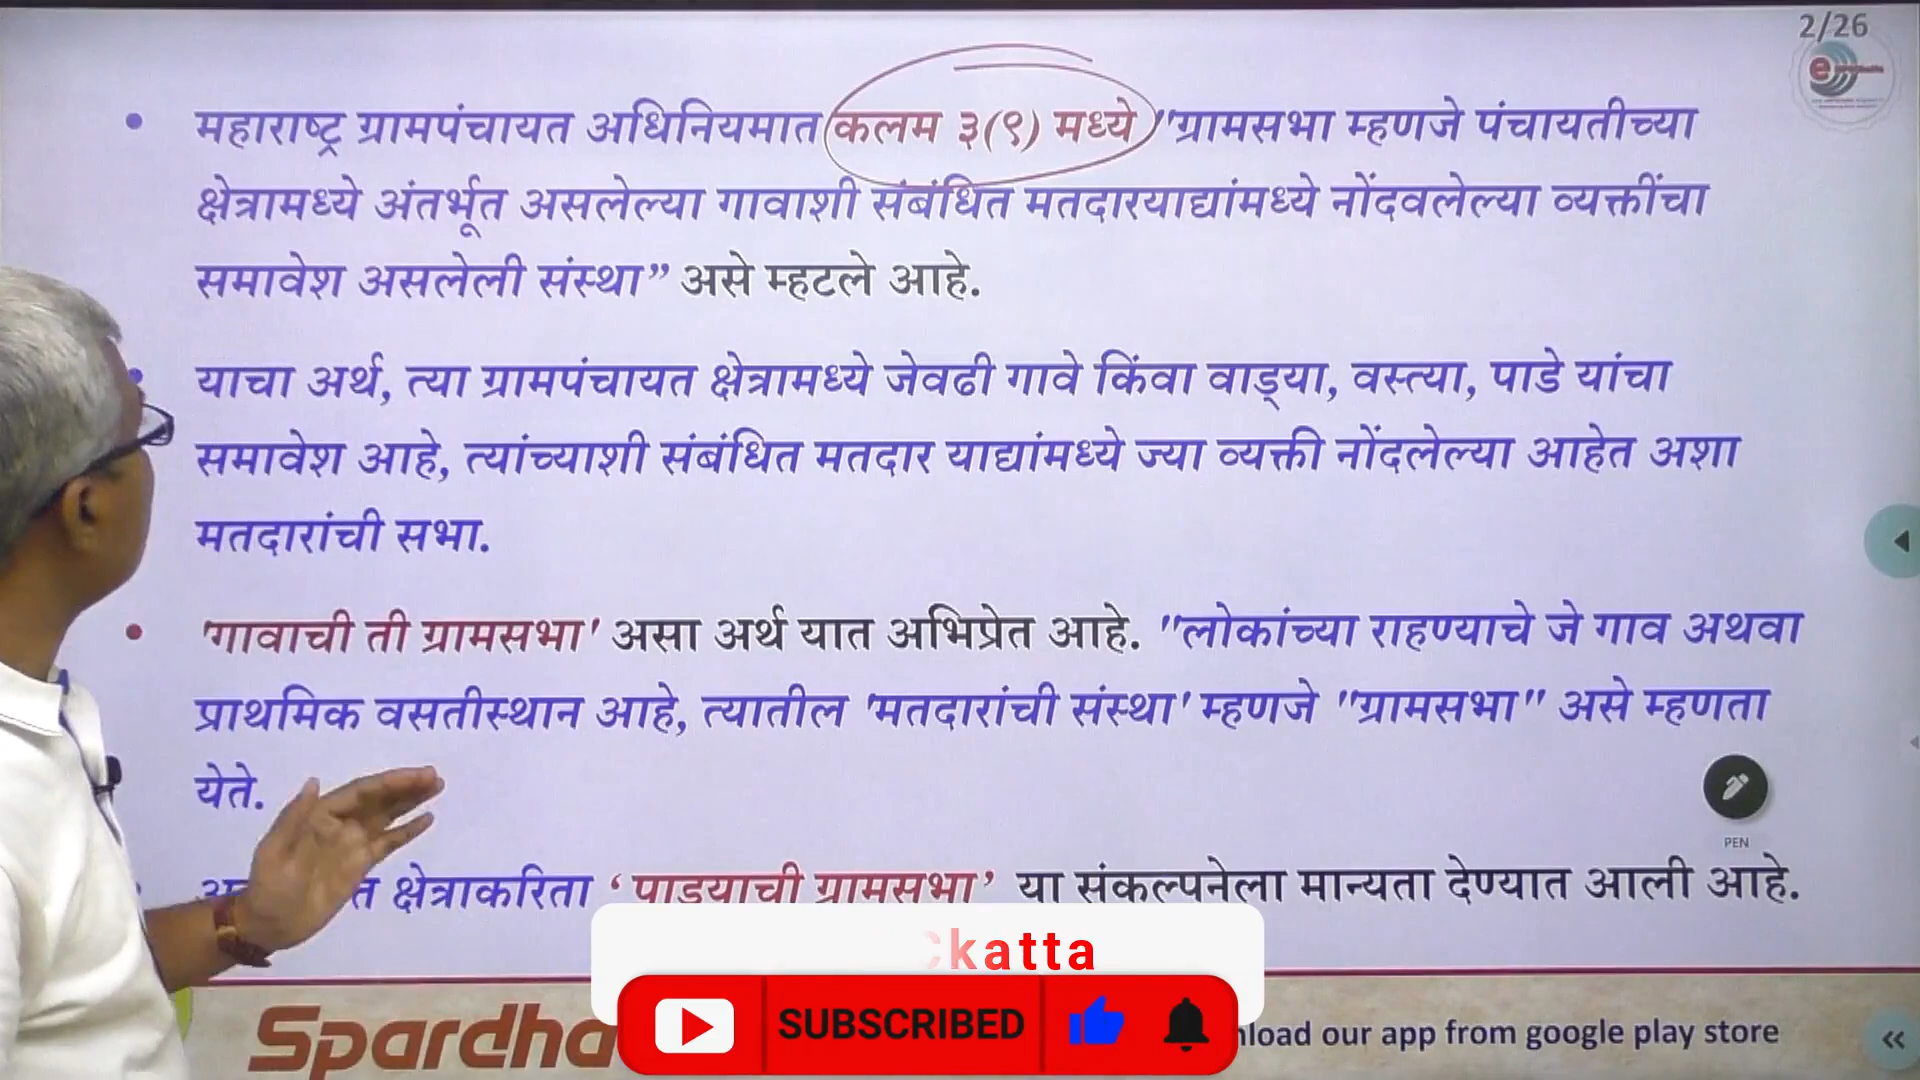 2/26
महाराष्ट्र ग्रामपंचायत अधिनियमात कलम ३(९) मध्ये "ग्रामसभा म्हणजे पंचायतीच्या
क्षेत्रामध्ये अंतर्भूत असलेल्या गावाशी संबंधित मतदारयाद्यांमध्ये नोंदवलेल्या व्यक्तींचा
समावेश असलेली संस्था” असे म्हटले आहे.
याचा अर्थ, त्या ग्रामपंचायत क्षेत्रामध्ये जेवढी गावे किंवा वाड्या, वस्त्या, पाडे यांचा
समावेश आहे, त्यांच्याशी संबंधित मतदार याद्यांमध्ये ज्या व्यक्ती नोंदलेल्या आहेत अशा
मतदारांची सभा.
'गावाची ती ग्रामसभा' असा अर्थ यात अभिप्रेत आहे. "लोकांच्या राहण्याचे जे गाव अथवा
प्राथमिक वसतीस्थान आहे, त्यातील 'मतदारांची संस्था' म्हणजे "ग्रामसभा" असे म्हणता
येते.
PEN
क्षेत्राकरिता ‘पाडयाची ग्रामसभा’ या संकल्पनेला मान्यता देण्यात आली आहे.
ckatta
Spardha
SUBSCRIBED
our app from google play store